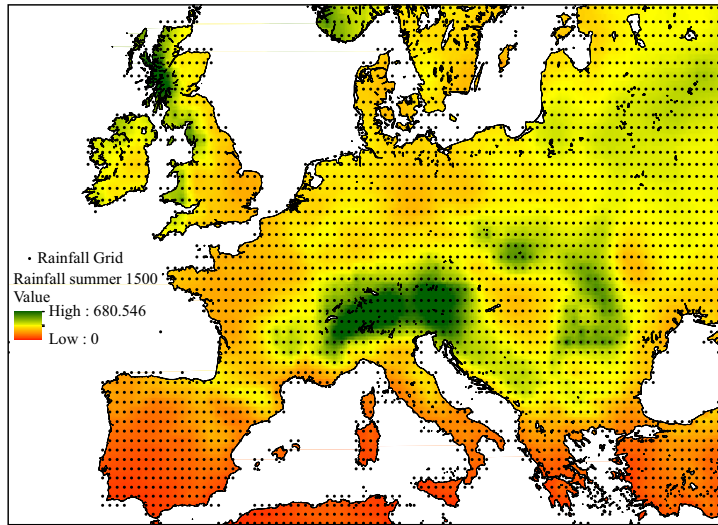 Rainfall Grid
Rainfall summer 1500
Value
High : 680.546
Low : 0